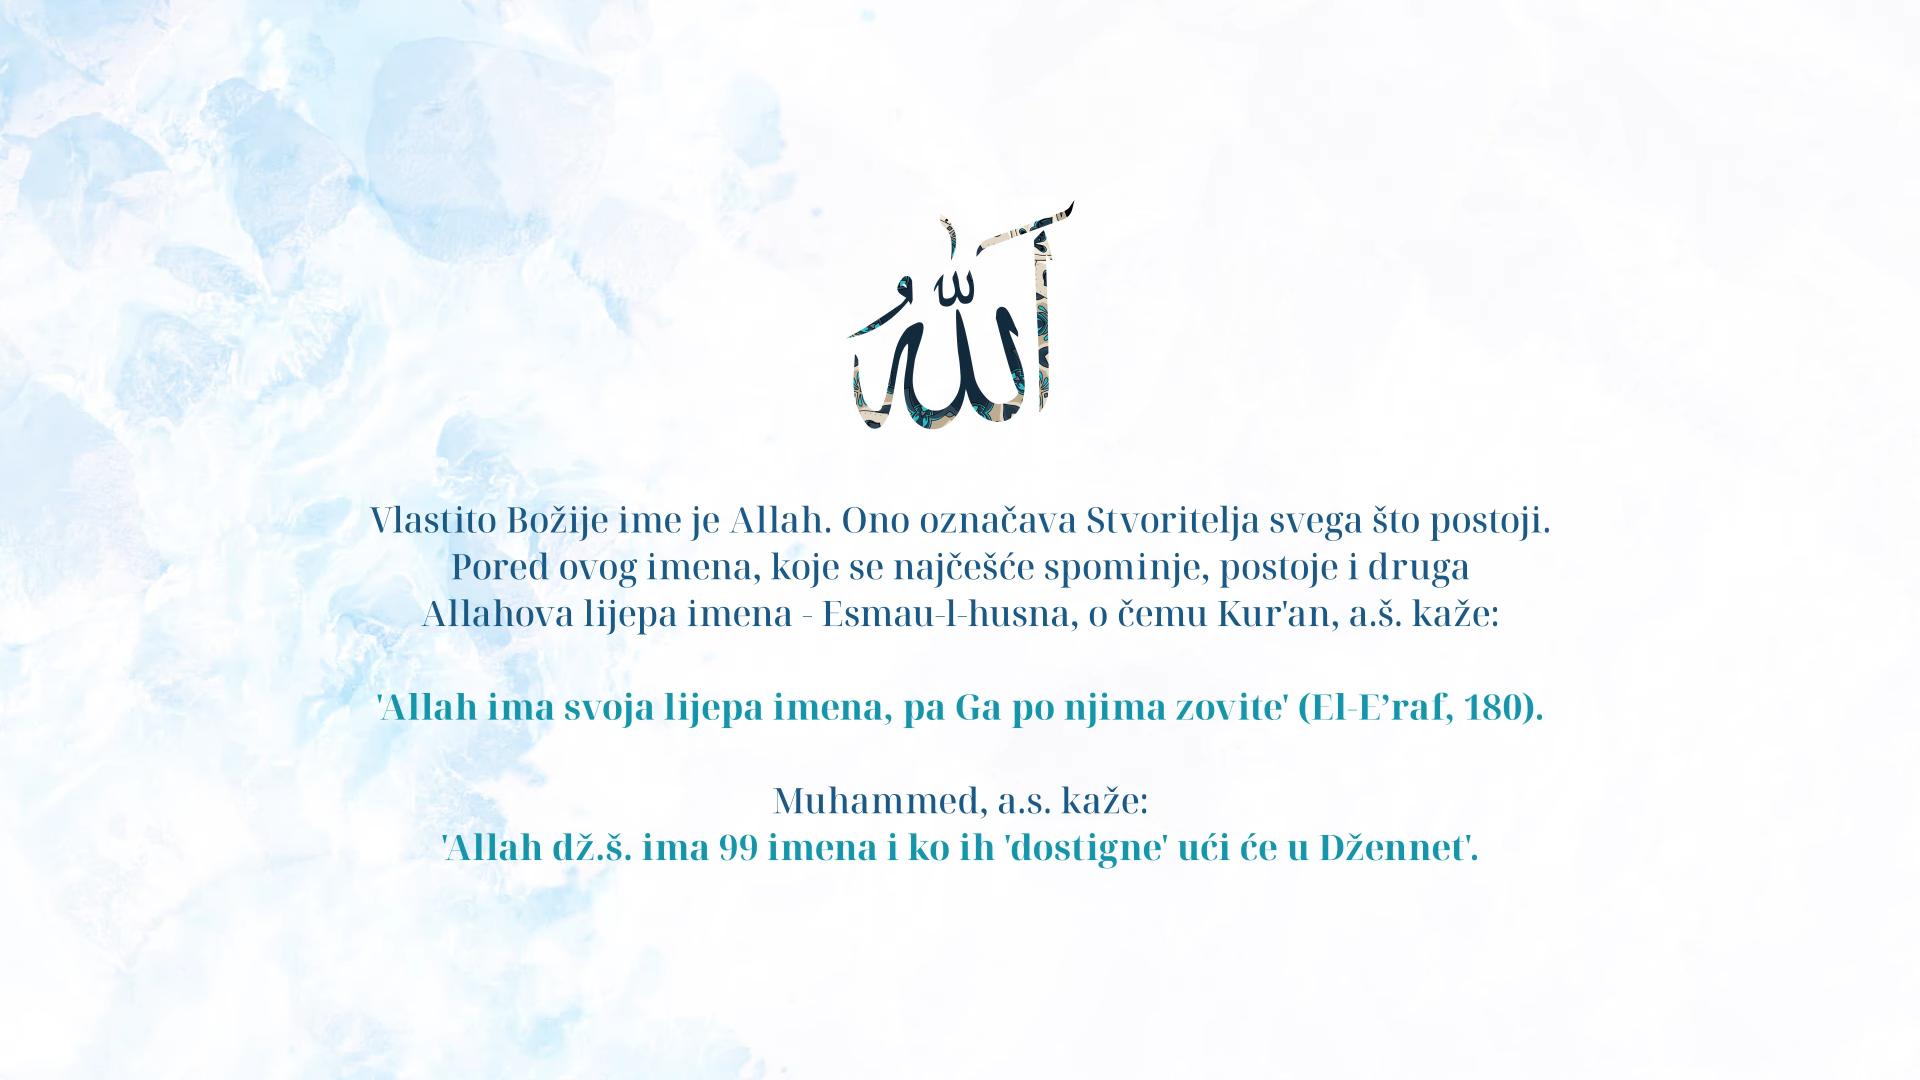 اَللّٰهُ
Vlastito Božije ime je Allah. Ono označava Stvoritelja svega što postoji.
Pored ovog imena, koje se najčešće spominje, postoje i druga
Allahova lijepa imena - Esmau-l-husna, o čemu Kur'an, a.š. kaže:
'Allah ima svoja lijepa imena, pa Ga po njima zovite' (El-E’raf, 180).
Muhammed, a.s. kaže:
'Allah dž.š. ima 99 imena i ko ih 'dostigne' ući će u Džennet'.